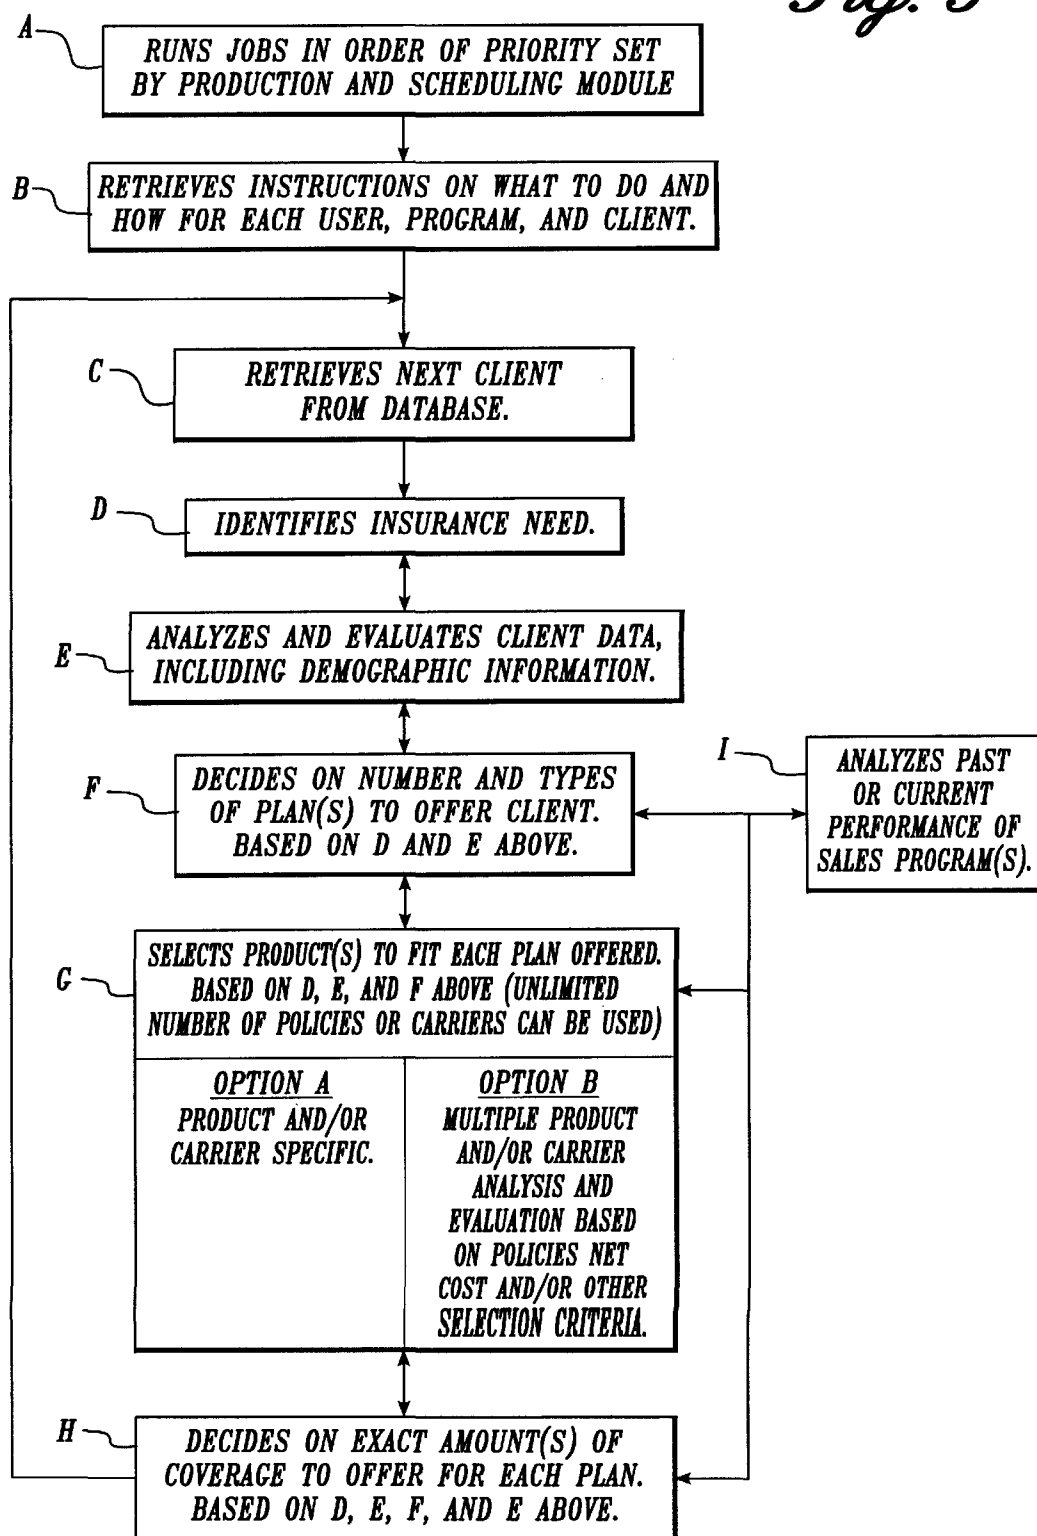 A
RUNS JOBS IN ORDER OF PRIORITY SET
BY PRODUCTION AND SCHEDULING MODULE
B
RETRIEVES INSTRUCTIONS ON WHAT TO DO AND
HOW FOR EACH USER, PROGRAM, AND CLIENT.
C
RETRIEVES NEXT CLIENT
FROM DATABASE.
D
IDENTIFIES INSURANCE NEED.
E
ANALYZES AND EVALUATES CLIENT DATA,
INCLUDING DEMOGRAPHIC INFORMATION.
F
DECIDES ON NUMBER AND TYPES
OF PLAN(S) TO OFFER CLIENT.
BASED ON D AND E ABOVE.
I
ANALYZES PAST
OR CURRENT
PERFORMANCE OF
SALES PROGRAM(S).
G
SELECTS PRODUCT(S) TO FIT EACH PLAN OFFERED.
BASED ON D, E, AND F ABOVE (UNLIMITED
NUMBER OF POLICIES OR CARRIERS CAN BE USED)
OPTION A
PRODUCT AND/OR
CARRIER SPECIFIC.
OPTION B
MULTIPLE PRODUCT
AND/OR CARRIER
ANALYSIS AND
EVALUATION BASED
ON POLICIES NET
COST AND/OR OTHER
SELECTION CRITERIA.
H
DECIDES ON EXACT AMOUNT(S) OF
COVERAGE TO OFFER FOR EACH PLAN.
BASED ON D, E, F, AND E ABOVE.